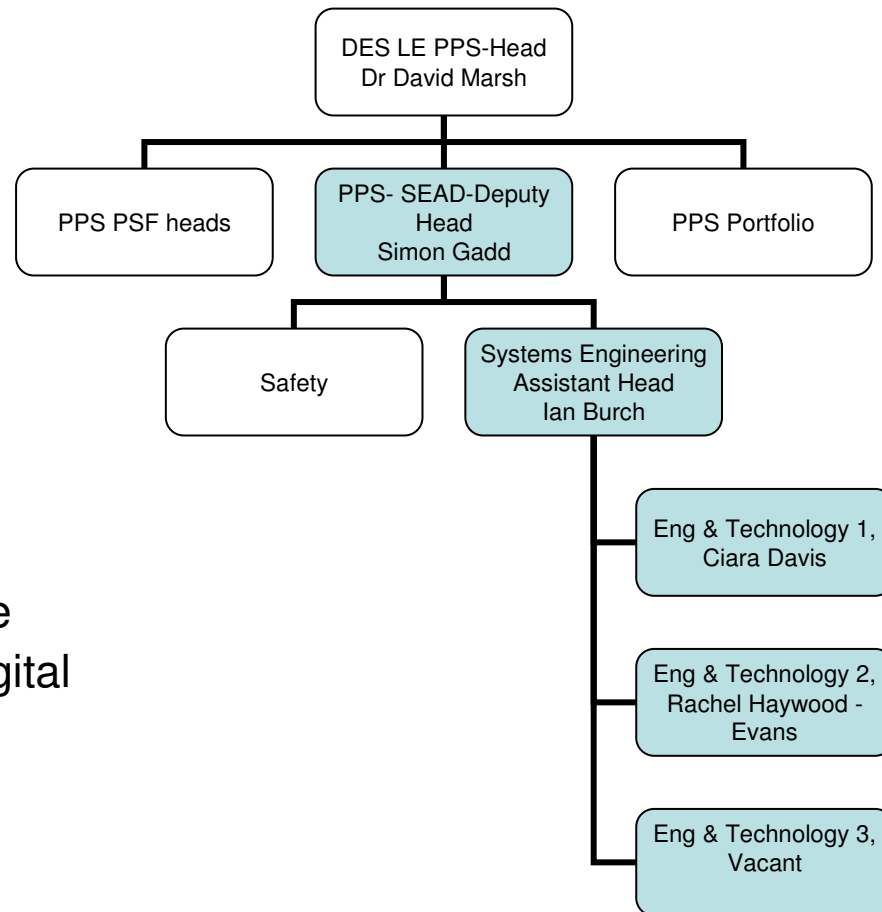 DES LE PPS-Head
Dr David Marsh
PPS PSF heads
PPS- SEAD-Deputy
Head
Simon Gadd
PPS Portfolio
Safety
Systems Engineering
Assistant Head
Ian Burch
Eng & Technology 1,
Ciara Davis
Eng & Technology 2,
Rachel Haywood -
Evans
Eng & Technology 3,
Vacant